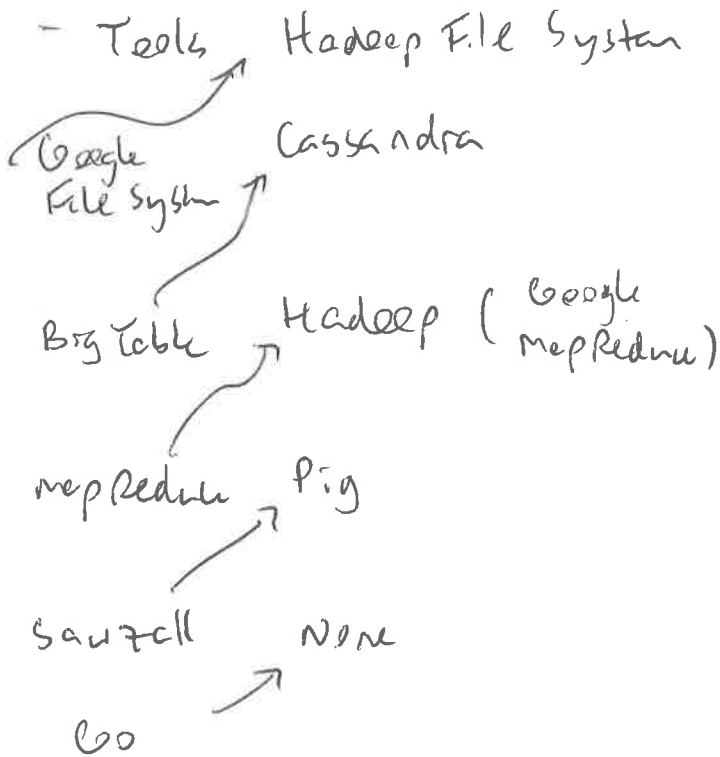 - Tools Hadoop File System
Google
File System
Cassandra
Big Table
Hadoop ( Google
MapReduce )
MapReduce
Pig
Sawzall
None
Go